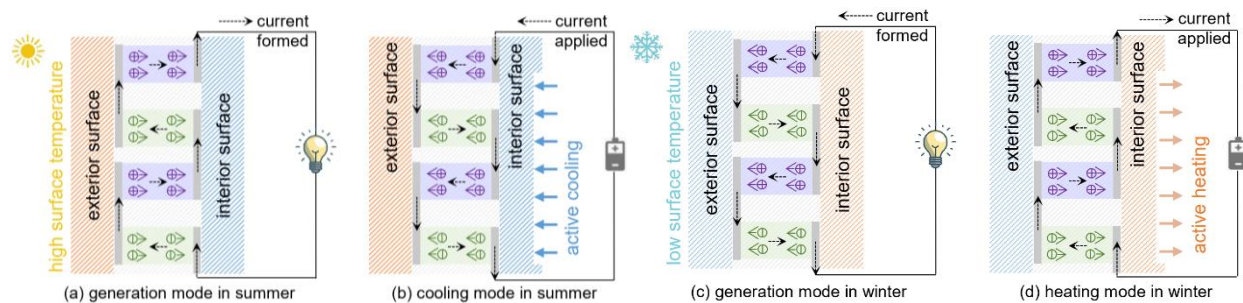 current
formed
high surface temperature
exterior surface
interior surface
(a) generation mode in summer
current
applied
exterior surface
interior surface
active cooling
(b) cooling mode in summer
current
formed
low surface temperature
exterior surface
interior surface
(c) generation mode in winter
current
applied
exterior surface
interior surface
active heating
(d) heating mode in winter